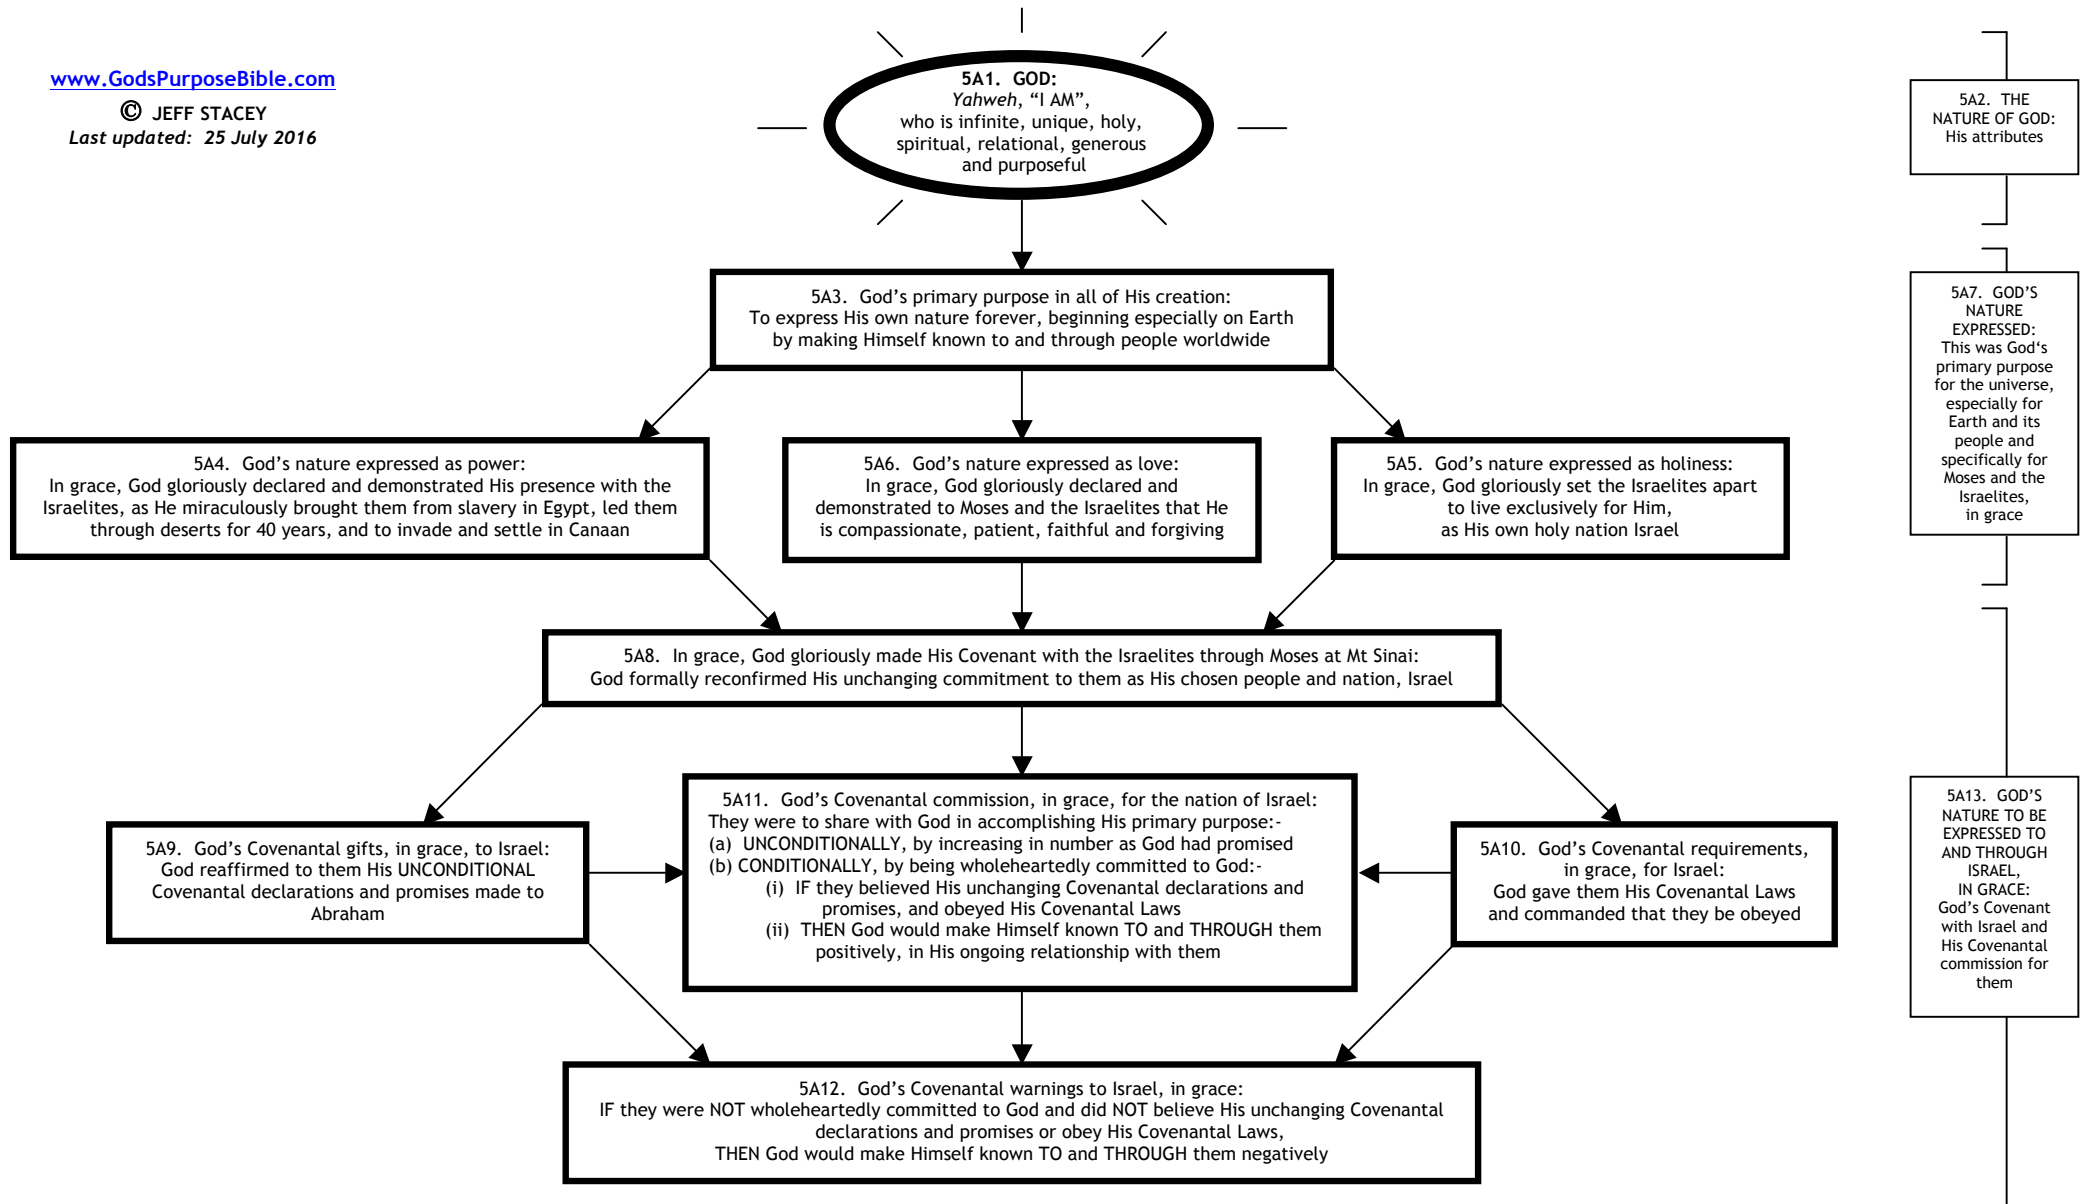 www.GodsPurposeBible.com
© JEFF STACEY
Last updated: 25 July 2016
5A1. GOD:
Yahweh, “I AM”,
who is infinite, unique, holy,
spiritual, relational, generous
and purposeful
5A2. THE
NATURE OF GOD:
His attributes
5A3. God’s primary purpose in all of His creation:
To express His own nature forever, beginning especially on Earth
by making Himself known to and through people worldwide
5A4. God’s nature expressed as power:
In grace, God gloriously declared and demonstrated His presence with the
Israelites, as He miraculously brought them from slavery in Egypt, led them
through deserts for 40 years, and to invade and settle in Canaan
5A6. God’s nature expressed as love:
In grace, God gloriously declared and
demonstrated to Moses and the Israelites that He
is compassionate, patient, faithful and forgiving
5A5. God’s nature expressed as holiness:
In grace, God gloriously set the Israelites apart
to live exclusively for Him,
as His own holy nation Israel
5A7. GOD’S
NATURE
EXPRESSED:
This was God‘s
primary purpose
for the universe,
especially for
Earth and its
people and
specifically for
Moses and the
Israelites,
in grace
5A8. In grace, God gloriously made His Covenant with the Israelites through Moses at Mt Sinai:
God formally reconfirmed His unchanging commitment to them as His chosen people and nation, Israel
5A9. God’s Covenantal gifts, in grace, to Israel:
God reaffirmed to them His UNCONDITIONAL
Covenantal declarations and promises made to
Abraham
5A11. God’s Covenantal commission, in grace, for the nation of Israel:
They were to share with God in accomplishing His primary purpose:-
(a) UNCONDITIONALLY, by increasing in number as God had promised
(b) CONDITIONALLY, by being wholeheartedly committed to God:-
(i) IF they believed His unchanging Covenantal declarations and
promises, and obeyed His Covenantal Laws
(ii) THEN God would make Himself known TO and THROUGH them
positively, in His ongoing relationship with them
5A10. God’s Covenantal requirements,
in grace, for Israel:
God gave them His Covenantal Laws
and commanded that they be obeyed
5A13. GOD’S
NATURE TO BE
EXPRESSED TO
AND THROUGH
ISRAEL,
IN GRACE:
God’s Covenant
with Israel and
His Covenantal
commission for
them
5A12. God’s Covenantal warnings to Israel, in grace:
IF they were NOT wholeheartedly committed to God and did NOT believe His unchanging Covenantal
declarations and promises or obey His Covenantal Laws,
THEN God would make Himself known TO and THROUGH them negatively